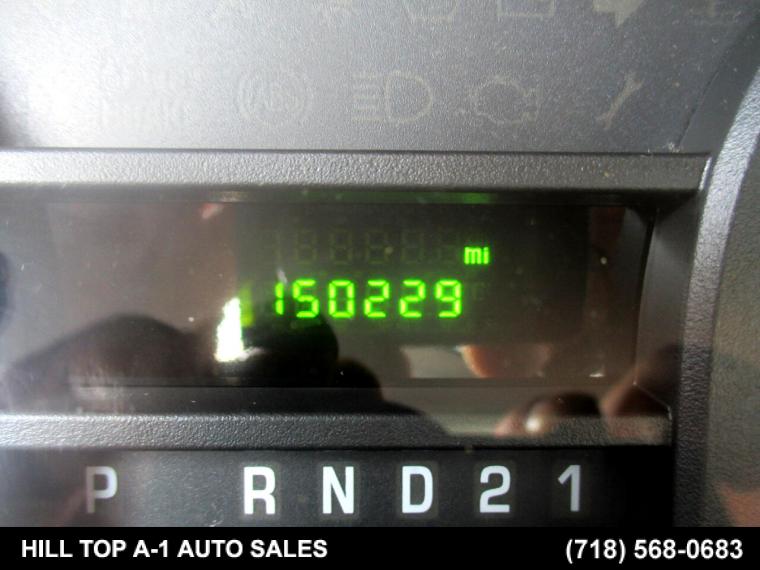 mi
150229
P R N D 2 1
HILL TOP A-1 AUTO SALES (718) 568-0683